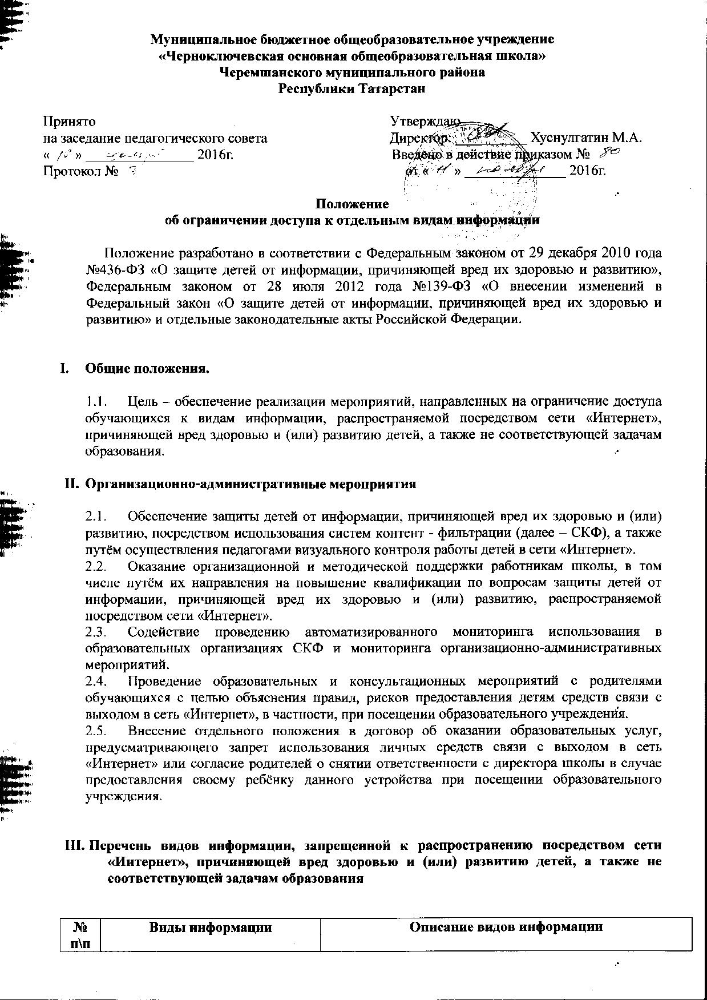 Муниципальное бюджетное общеобразовательное учреждение
«Черноключевская основная общеобразовательная школа»
Черемшанского муниципального района
Республики Татарстан
Принято
на заседание педагогического совета
« » 2016г.
Протокол № 3
Утверждаю
Директор: Хуснулгатин М.А.
Введено в действие приказом № 80
от « 11 » ноября 2016г.
Положение
об ограничении доступа к отдельным видам информации
Положение разработано в соответствии с Федеральным законом от 29 декабря 2010 года
№436-ФЗ «О защите детей от информации, причиняющей вред их здоровью и развитию»,
Федеральным законом от 28 июля 2012 года №139-ФЗ «О внесении изменений в
Федеральный закон «О защите детей от информации, причиняющей вред их здоровью и
развитию» и отдельные законодательные акты Российской Федерации.
I. Общие положения.
1.1. Цель – обеспечение реализации мероприятий, направленных на ограничение доступа
обучающихся к видам информации, распространяемой посредством сети «Интернет»,
причиняющей вред здоровью и (или) развитию детей, а также не соответствующей задачам
образования.
II. Организационно-административные мероприятия
2.1. Обеспечение защиты детей от информации, причиняющей вред их здоровью и (или)
развитию, посредством использования систем контент - фильтрации (далее – СКФ), а также
путём осуществления педагогами визуального контроля работы детей в сети «Интернет».
2.2. Оказание организационной и методической поддержки работникам школы, в том
числе путём их направления на повышение квалификации по вопросам защиты детей от
информации, причиняющей вред их здоровью и (или) развитию, распространяемой
посредством сети «Интернет».
2.3. Содействие проведению автоматизированного мониторинга использования в
образовательных организациях СКФ и мониторинга организационно-административных
мероприятий.
2.4. Проведение образовательных и консультационных мероприятий с родителями
обучающихся с целью объяснения правил, рисков предоставления детям средств связи с
выходом в сеть «Интернет», в частности, при посещении образовательного учреждения.
2.5. Внесение отдельного положения в договор об оказании образовательных услуг,
предусматривающего запрет использования личных средств связи с выходом в сеть
«Интернет» или согласие родителей о снятии ответственности с директора школы в случае
предоставления своему ребёнку данного устройства при посещении образовательного
учреждения.
III. Перечень видов информации, запрещенной к распространению посредством сети
«Интернет», причиняющей вред здоровью и (или) развитию детей, а также не
соответствующей задачам образования
№ п\п Виды информации Описание видов информации